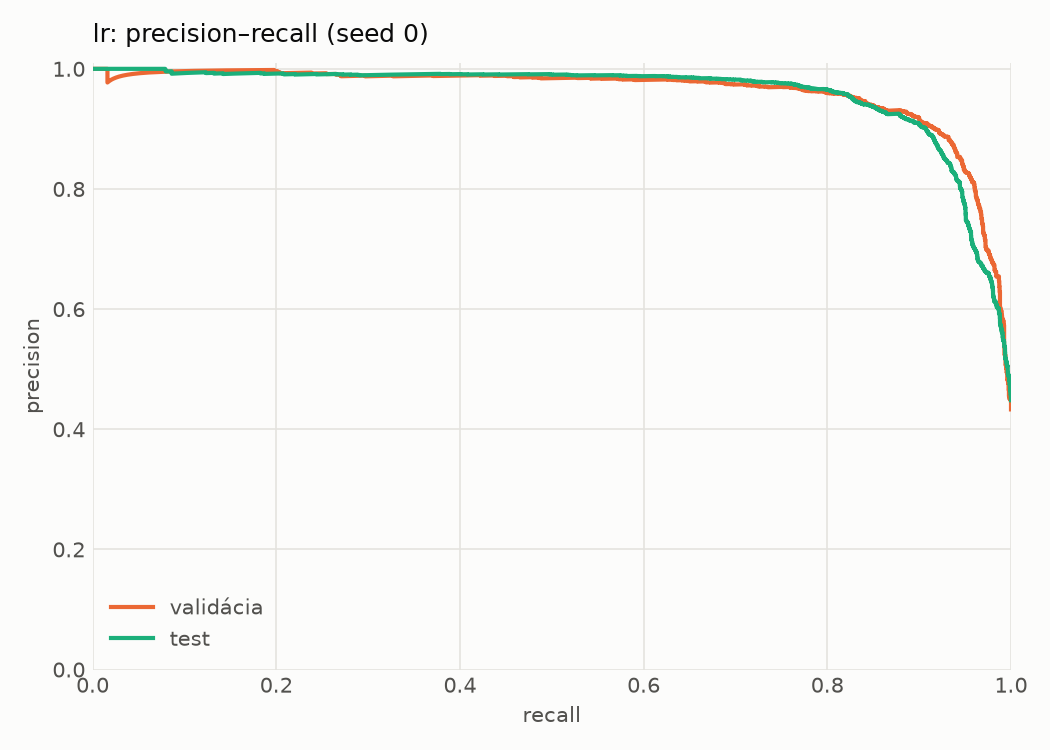 lr: precision–recall (seed 0)
1.0
0.8
0.6
0.4
0.2
0.0
precision
validácia
test
0.0 0.2 0.4 0.6 0.8 1.0
recall